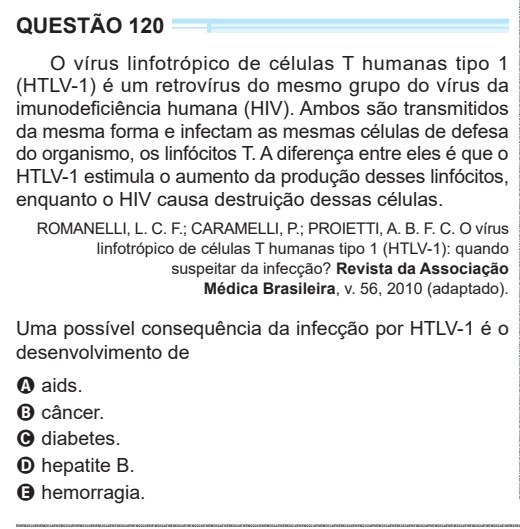 QUESTÃO 120
O vírus linfotrópico de células T humanas tipo 1
(HTLV-1) é um retrovírus do mesmo grupo do vírus da
imunodeficiência humana (HIV). Ambos são transmitidos
da mesma forma e infectam as mesmas células de defesa
do organismo, os linfócitos T. A diferença entre eles é que o
HTLV-1 estimula o aumento da produção desses linfócitos,
enquanto o HIV causa destruição dessas células.
ROMANELLI, L. C. F.; CARAMELLI, P.; PROIETTI, A. B. F. C. O vírus
linfotrópico de células T humanas tipo 1 (HTLV-1): quando
suspeitar da infecção? Revista da Associação
Médica Brasileira, v. 56, 2010 (adaptado).
Uma possível consequência da infecção por HTLV-1 é o
desenvolvimento de
A aids.
B câncer.
C diabetes.
D hepatite B.
E hemorragia.